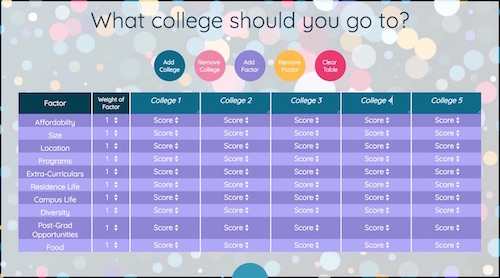 What college should you go to?
Add College
Remove College
Add Factor
Remove Factor
Clear Table
Factor Weight of Factor College 1 College 2 College 3 College 4 College 5
Affordabilty 1 Score Score Score Score Score
Size 1 Score Score Score Score Score
Location 1 Score Score Score Score Score
Programs 1 Score Score Score Score Score
Extra-Curriculars 1 Score Score Score Score Score
Residence Life 1 Score Score Score Score Score
Campus Life 1 Score Score Score Score Score
Diversity 1 Score Score Score Score Score
Post-Grad Opportunities 1 Score Score Score Score Score
Food 1 Score Score Score Score Score